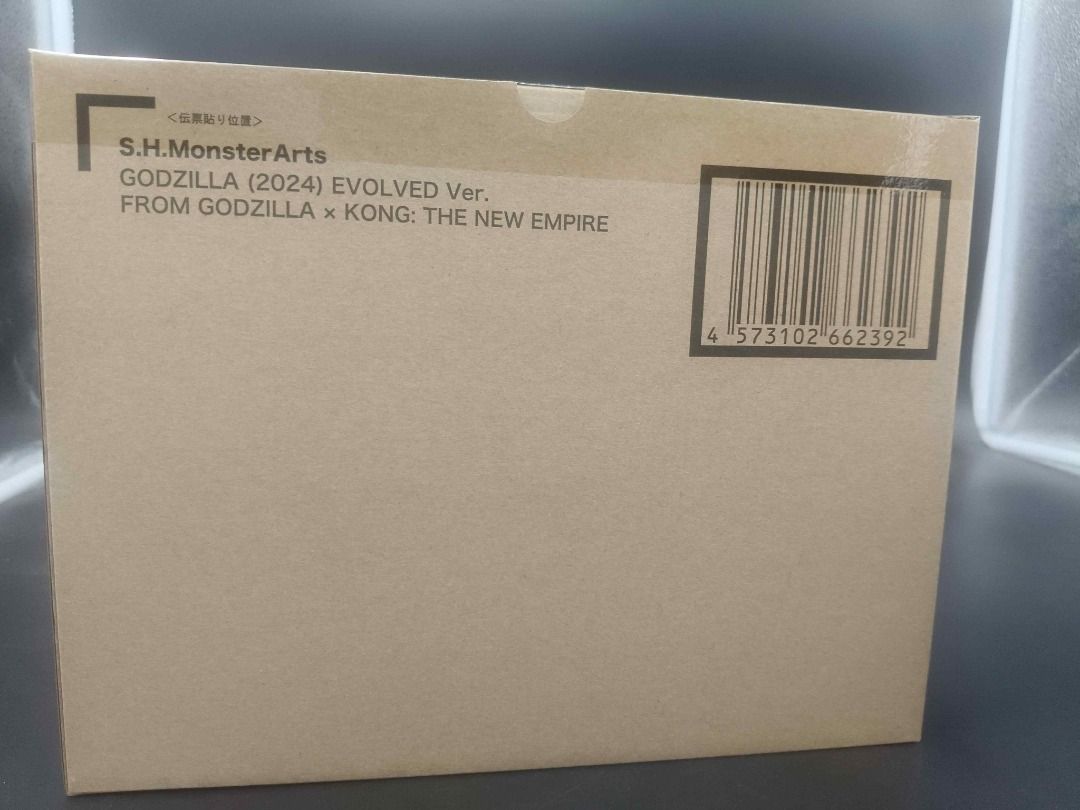 ＜伝票貼り位置＞
S.H.MonsterArts
GODZILLA (2024) EVOLVED Ver.
FROM GODZILLA × KONG: THE NEW EMPIRE
4 573102 662392